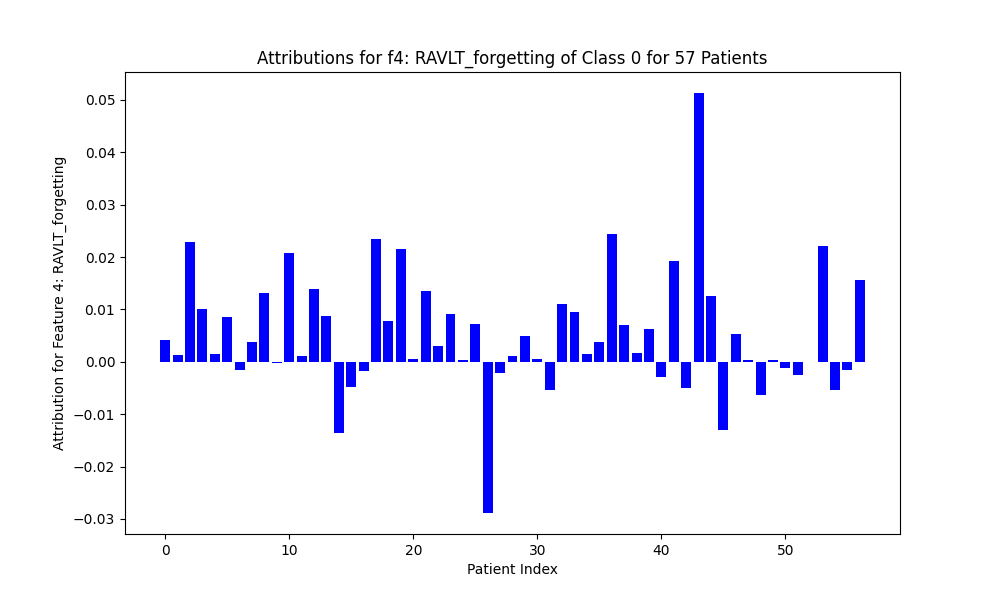 Attributions for f4: RAVLT_forgetting of Class 0 for 57 Patients
Attribution for Feature 4: RAVLT_forgetting
0.05
0.04
0.03
0.02
0.01
0.00
−0.01
−0.02
−0.03
0 10 20 30 40 50
Patient Index